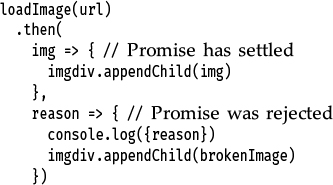 loadImage(url)
.then(
img => { // Promise has settled
imgdiv.appendChild(img)
},
reason => { // Promise was rejected
console.log({reason})
imgdiv.appendChild(brokenImage)
})